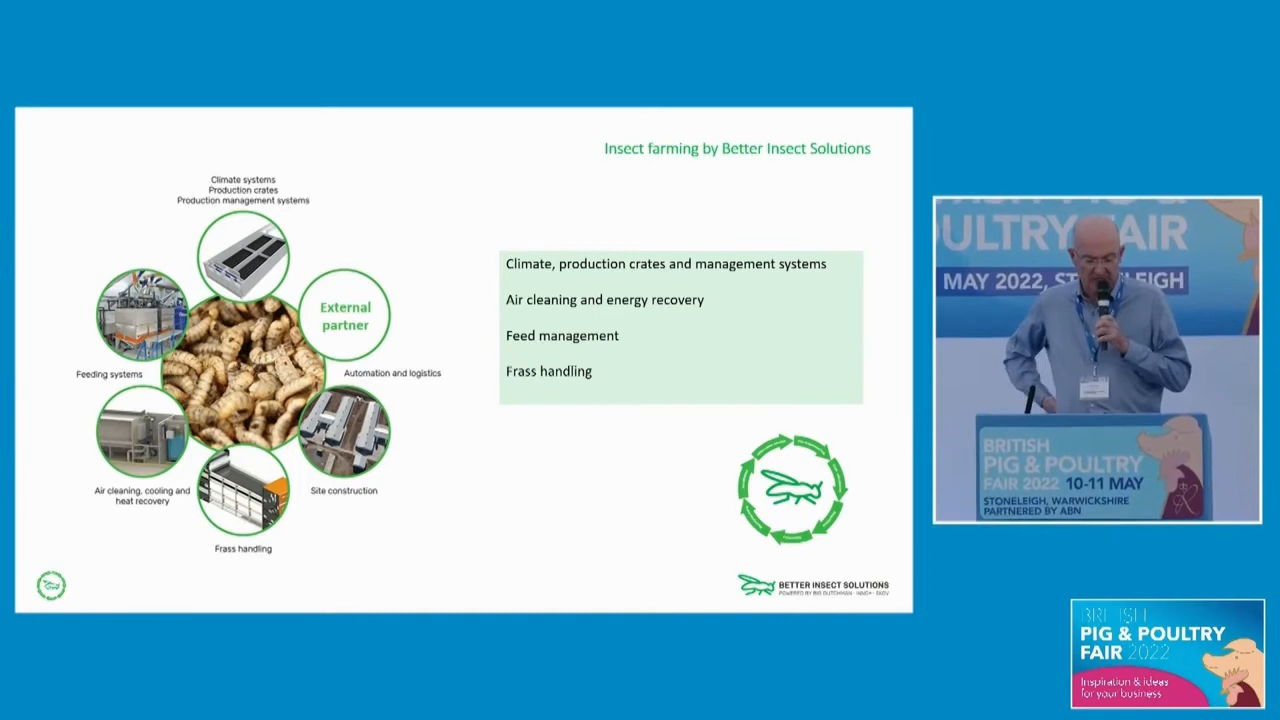 Insect farming by Better Insect Solutions
Climate systems
Production crates
Production management systems
External
partner
Feeding systems
Automation and logistics
Air cleaning, cooling and
heat recovery
Site construction
Frass handling
Climate, production crates and management systems
Air cleaning and energy recovery
Feed management
Frass handling
BETTER INSECT SOLUTIONS
POWERED BY BIG DUTCHMAN · INNO+ · SKOV
PIG &
ULTRY FAIR
MAY 2022, ST LEIGH
BRITISH
PIG & POULTRY
FAIR 2022 10-11 MAY
STONELEIGH, WARWICKSHIRE
PARTNERED BY ABN
BRITISH
PIG & POULTRY
FAIR 2022
Inspiration & ideas
for your business